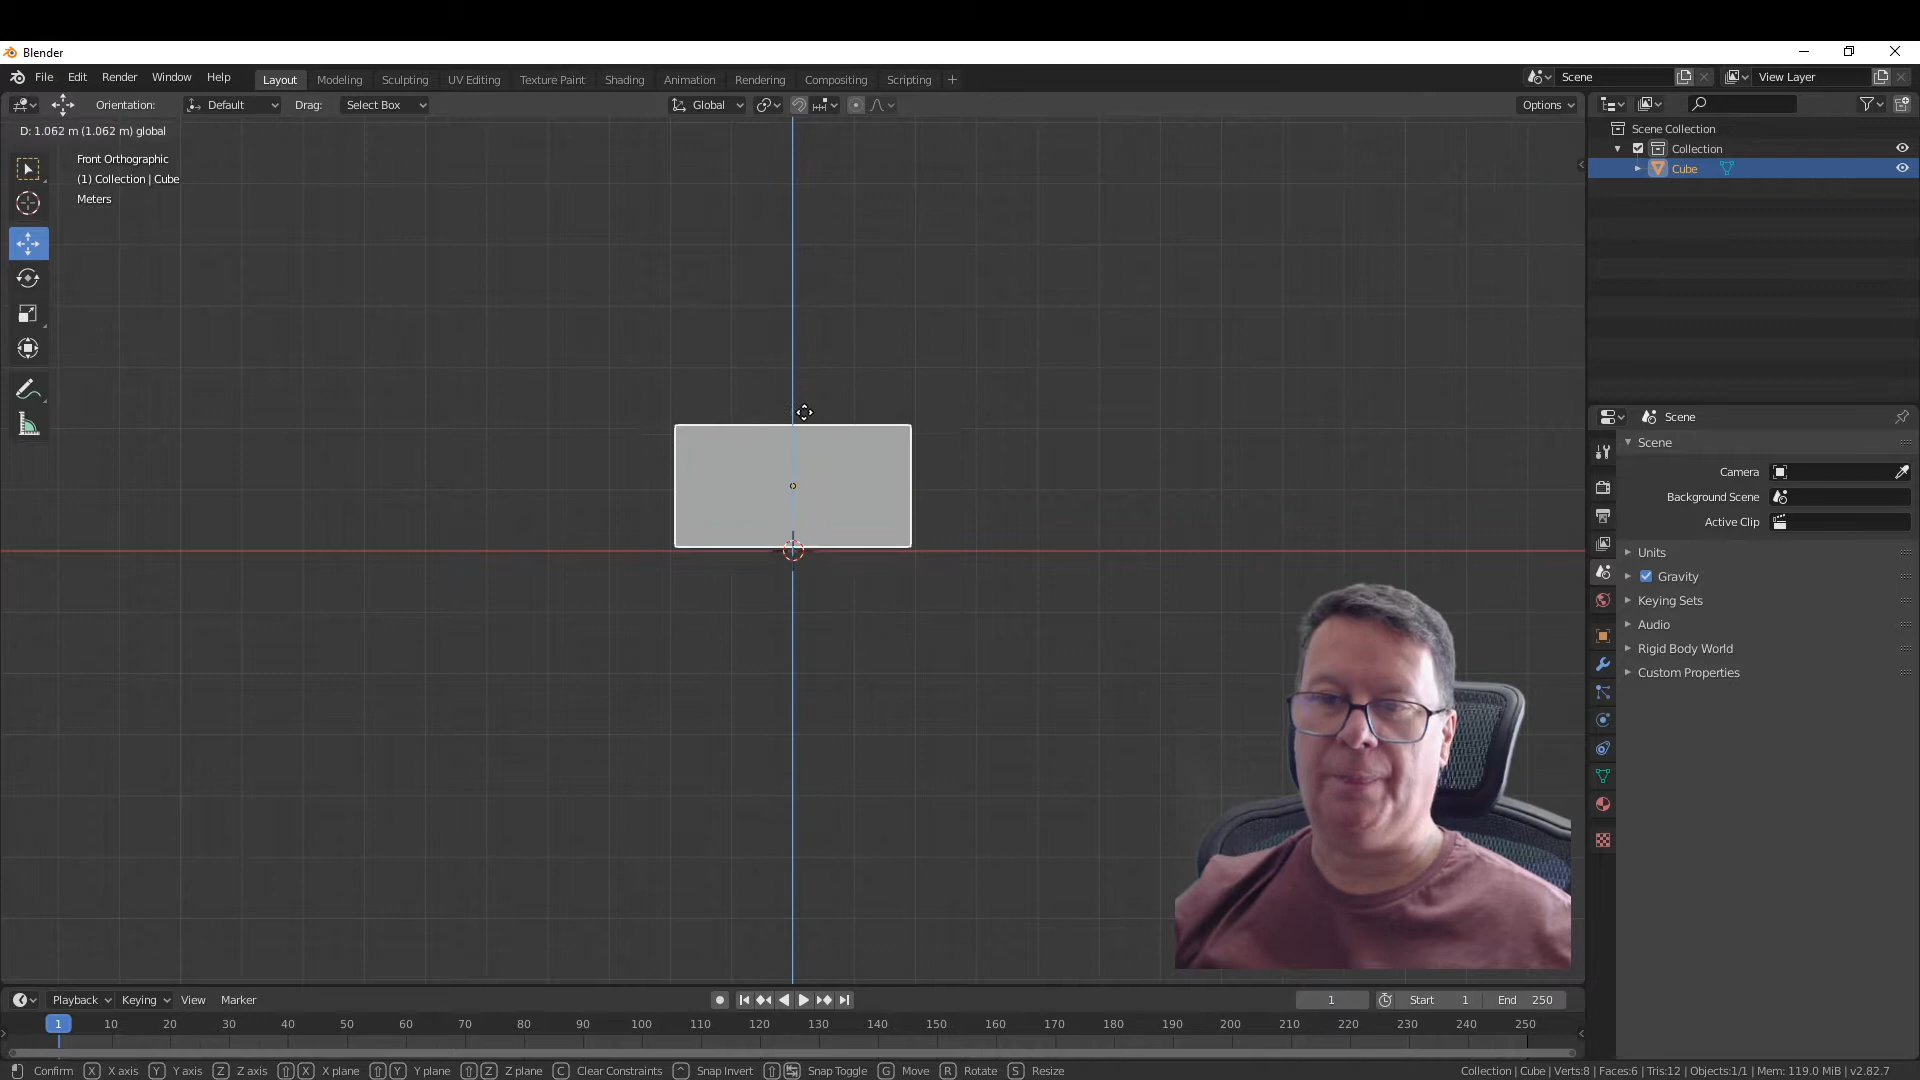 Blender
File Edit Render Window Help
Layout Modeling Sculpting UV Editing Texture Paint Shading Animation Rendering Compositing Scripting +
Scene View Layer
Orientation: Default Drag: Select Box Global Options
D: 1.062 m (1.062 m) global
Front Orthographic
(1) Collection | Cube
Meters
Scene Collection
Collection
Cube
Scene
Scene
Camera
Background Scene
Active Clip
Units
Gravity
Keying Sets
Audio
Rigid Body World
Custom Properties
Playback Keying View Marker 1 Start 1 End 250
1 10 20 30 40 50 60 70 80 90 100 110 120 130 140 150 160 170 180 190 200 210 220 230 240 250
Confirm X X axis Y Y axis Z Z axis X X plane Y Y plane Z Z plane C Clear Constraints ^ Snap Invert Snap Toggle G Move R Rotate S Resize Collection | Cube | Verts:8 | Faces:6 | Tris:12 | Objects:1/1 | Mem: 119.0 MiB | v2.82.7